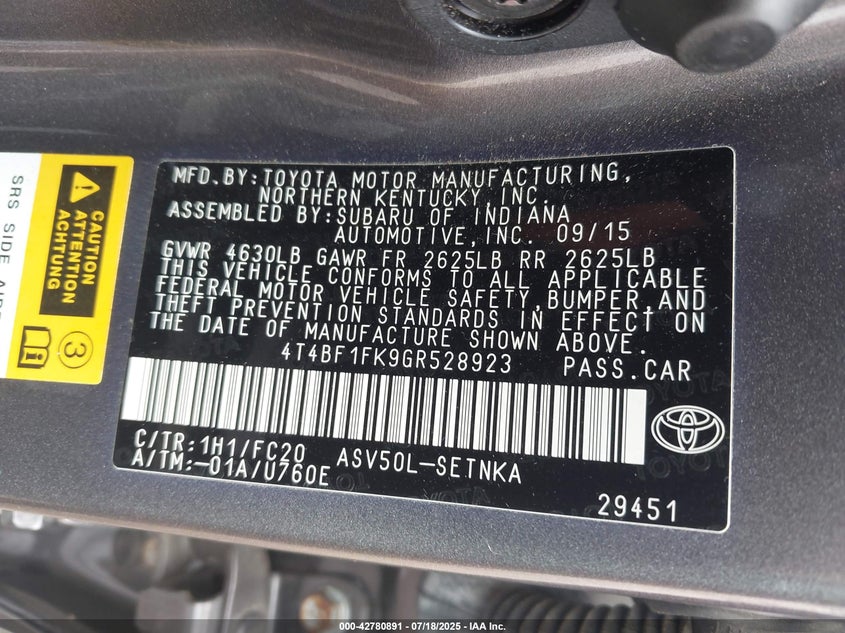 MFD.BY:TOYOTA MOTOR MANUFACTURING,
NORTHERN KENTUCKY,INC.
ASSEMBLED BY:SUBARU OF INDIANA
AUTOMOTIVE,INC. 09/15
GVWR 4630LB GAWR FR 2625LB RR 2625LB
THIS VEHICLE CONFORMS TO ALL APPLICABLE
FEDERAL MOTOR VEHICLE SAFETY,BUMPER,AND
THEFT PREVENTION STANDARDS IN EFFECT ON
THE DATE OF MANUFACTURE SHOWN ABOVE.
4T4BF1FK9GR528923 PASS.CAR
C/TR:1H1/FC20 ASV50L-SETNKA
A/TM:-01A/U760E
29451
CAUTION
ATTENTION
ACHTUNG
3
SRS SIDE
000-42780891 - 07/18/2025 - IAA Inc.